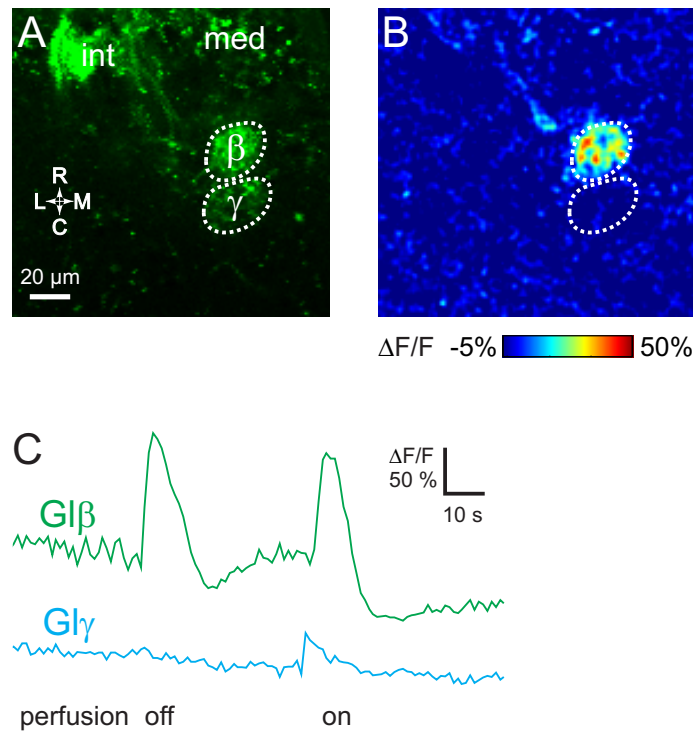 A
med
int
β
γ
R
L M
C
20 µm
B
ΔF/F -5% 50%
C
ΔF/F
50 %
10 s
Glβ
Glγ
perfusion off on